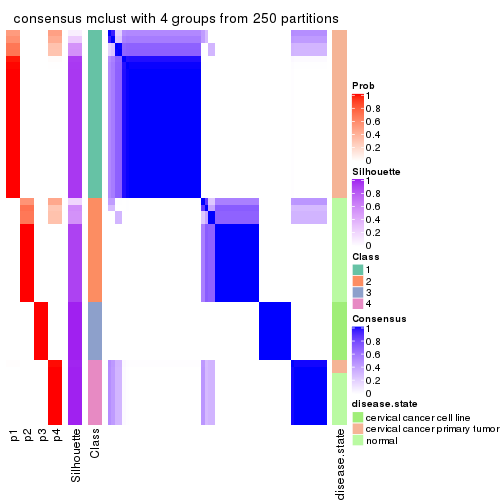 consensus mclust with 4 groups from 250 partitions
Prob
1
0.8
0.6
0.4
0.2
0
Silhouette
1
0.8
0.6
0.4
0.2
0
Class
1
2
3
4
Consensus
1
0.8
0.6
0.4
0.2
0
disease.state
cervical cancer cell line
cervical cancer primary tumor
normal
p1
p2
p3
p4
Silhouette
Class
disease.state